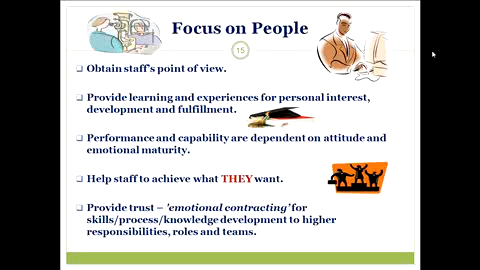 Focus on People
15
❑ Obtain staff's point of view.
❑ Provide learning and experiences for personal interest,
development and fulfillment.
❑ Performance and capability are dependent on attitude and
emotional maturity.
❑ Help staff to achieve what THEY want.
❑ Provide trust – 'emotional contracting' for
skills/process/knowledge development to higher
responsibilities, roles and teams.